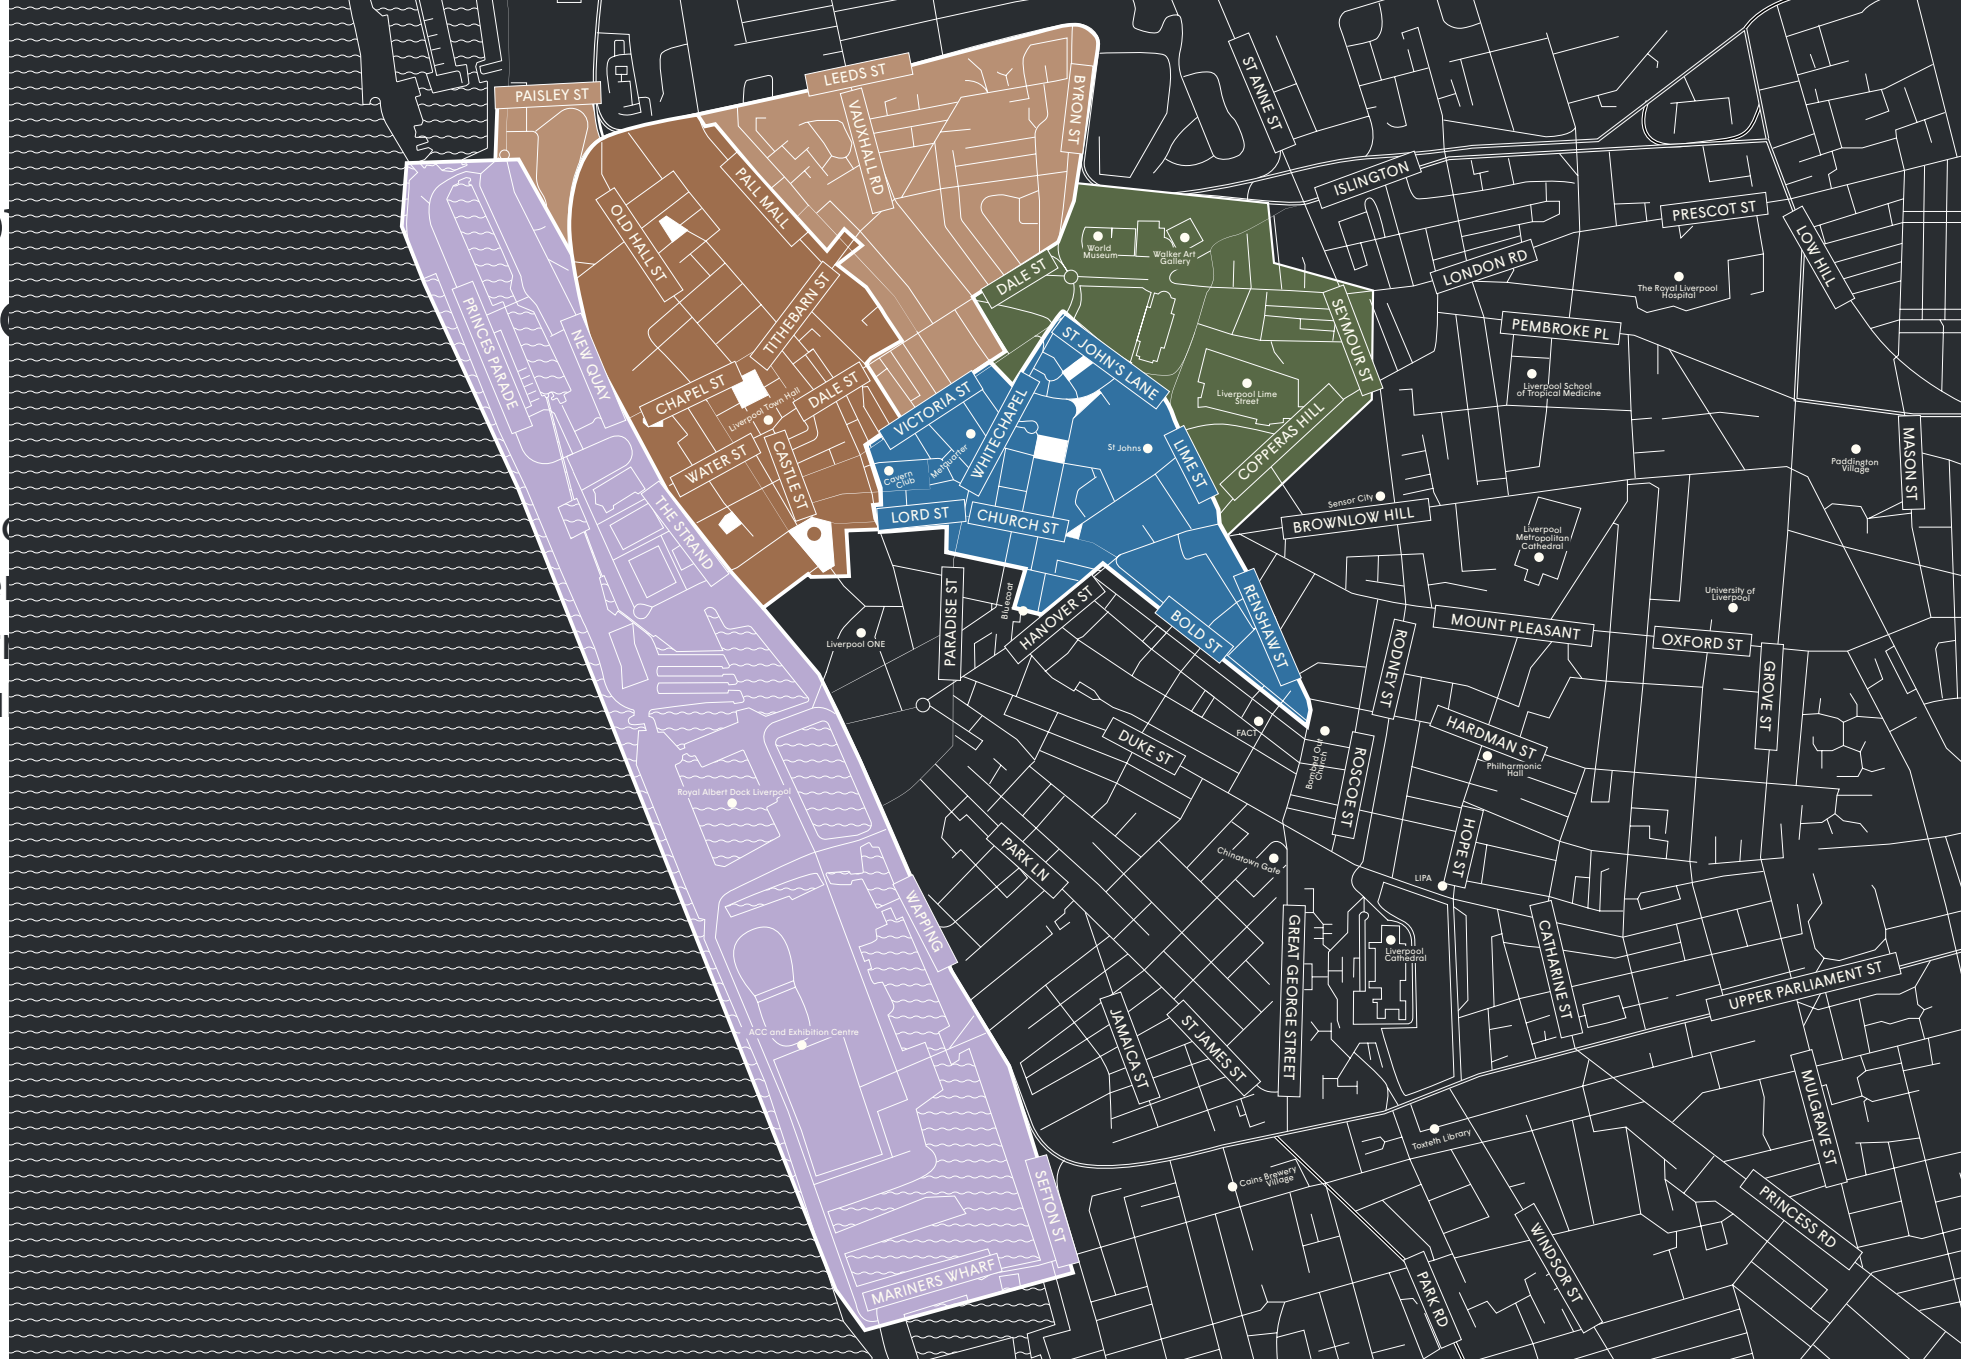 PAISLEY ST
LEEDS ST
BYRON ST
ST ANNE ST
VAUXHALL RD
PALL MALL
OLD HALL ST
ISLINGTON
PRESCOT ST
LOW HILL
LONDON RD
World
Museum
Walker Art
Gallery
DALE ST
The Royal Liverpool
Hospital
PEMBROKE PL
SEYMOUR ST
TITHEBARN ST
PRINCES PARADE
NEW QUAY
ST JOHN'S LANE
CHAPEL ST
Liverpool Town Hall
DALE ST
VICTORIA ST
WHITECHAPEL
Liverpool Lime
Street
Liverpool School
of Tropical Medicine
COPPERAS HILL
WATER ST
CASTLE ST
Cavern
Club
Metquarter
St Johns
LIME ST
MASON ST
Paddington
Village
Sensor City
BROWNLOW HILL
LORD ST
CHURCH ST
THE STRAND
Liverpool
Metropolitan
Cathedral
University of
Liverpool
PARADISE ST
Bluecoat
HANOVER ST
BOLD ST
RENSHAW ST
Liverpool ONE
RODNEY ST
MOUNT PLEASANT
OXFORD ST
GROVE ST
DUKE ST
FACT
Bombed Out
Church
ROSCOE ST
HARDMAN ST
Philharmonic
Hall
Royal Albert Dock Liverpool
PARK LN
Chinatown Gate
HOPE ST
LIPA
WAPPING
GREAT GEORGE STREET
Liverpool
Cathedral
CATHARINE ST
UPPER PARLIAMENT ST
ACC and Exhibition Centre
JAMAICA ST
ST JAMES ST
MULGRAVE ST
Toxteth Library
Cains Brewery
Village
SEFTON ST
PRINCESS RD
WINDSOR ST
PARK RD
MARINERS WHARF